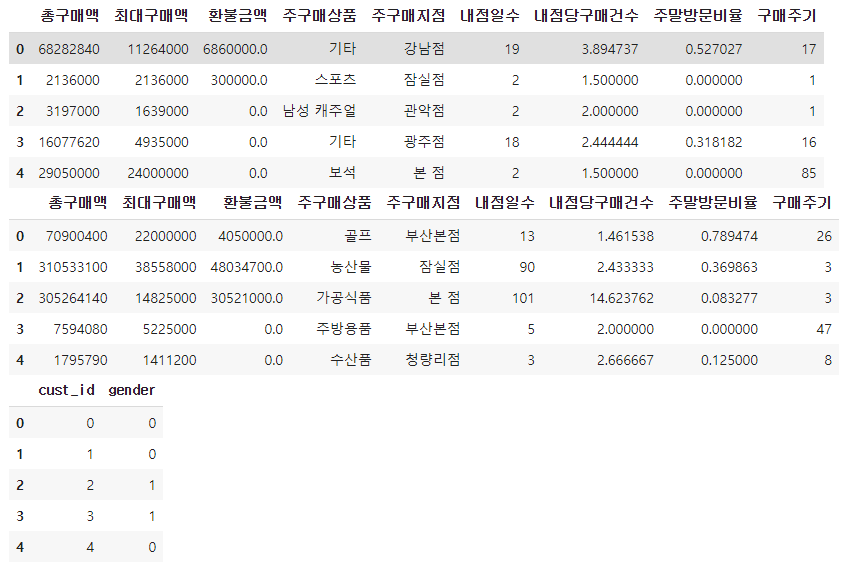 총구매액 최대구매액 환불금액 주구매상품 주구매지점 내점일수 내점당구매건수 주말방문비율 구매주기
0 68282840 11264000 6860000.0 기타 강남점 19 3.894737 0.527027 17
1 2136000 2136000 300000.0 스포츠 잠실점 2 1.500000 0.000000 1
2 3197000 1639000 0.0 남성 캐주얼 관악점 2 2.000000 0.000000 1
3 16077620 4935000 0.0 기타 광주점 18 2.444444 0.318182 16
4 29050000 24000000 0.0 보석 본 점 2 1.500000 0.000000 85
총구매액 최대구매액 환불금액 주구매상품 주구매지점 내점일수 내점당구매건수 주말방문비율 구매주기
0 70900400 22000000 4050000.0 골프 부산본점 13 1.461538 0.789474 26
1 310533100 38558000 48034700.0 농산물 잠실점 90 2.433333 0.369863 3
2 305264140 14825000 30521000.0 가공식품 본 점 101 14.623762 0.083277 3
3 7594080 5225000 0.0 주방용품 부산본점 5 2.000000 0.000000 47
4 1795790 1411200 0.0 수산품 청량리점 3 2.666667 0.125000 8
cust_id gender
0 0 0
1 1 0
2 2 1
3 3 1
4 4 0